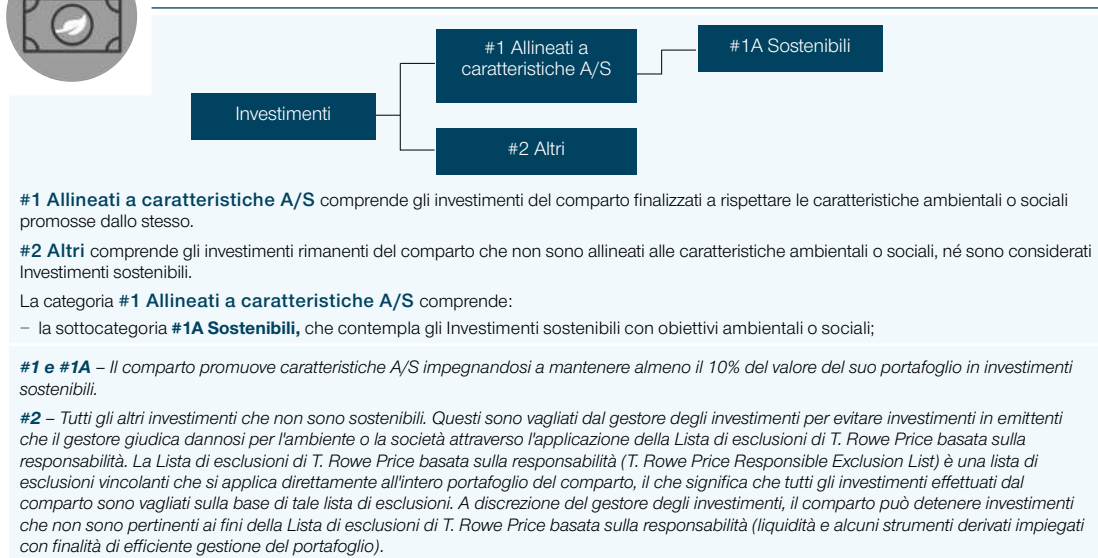 #1 Allineati a
caratteristiche A/S
#1A Sostenibili
Investimenti
#2 Altri
#1 Allineati a caratteristiche A/S comprende gli investimenti del comparto finalizzati a rispettare le caratteristiche ambientali o sociali
promosse dallo stesso.
#2 Altri comprende gli investimenti rimanenti del comparto che non sono allineati alle caratteristiche ambientali o sociali, né sono considerati
Investimenti sostenibili.
La categoria #1 Allineati a caratteristiche A/S comprende:
– la sottocategoria #1A Sostenibili, che contempla gli Investimenti sostenibili con obiettivi ambientali o sociali;
#1 e #1A – Il comparto promuove caratteristiche A/S impegnandosi a mantenere almeno il 10% del valore del suo portafoglio in investimenti
sostenibili.
#2 – Tutti gli altri investimenti che non sono sostenibili. Questi sono vagliati dal gestore degli investimenti per evitare investimenti in emittenti
che il gestore giudica dannosi per l'ambiente o la società attraverso l'applicazione della Lista di esclusioni di T. Rowe Price basata sulla
responsabilità. La Lista di esclusioni di T. Rowe Price basata sulla responsabilità (T. Rowe Price Responsible Exclusion List) è una lista di
esclusioni vincolanti che si applica direttamente all'intero portafoglio del comparto, il che significa che tutti gli investimenti effettuati dal
comparto sono vagliati sulla base di tale lista di esclusioni. A discrezione del gestore degli investimenti, il comparto può detenere investimenti
che non sono pertinenti ai fini della Lista di esclusioni di T. Rowe Price basata sulla responsabilità (liquidità e alcuni strumenti derivati impiegati
con finalità di efficiente gestione del portafoglio).